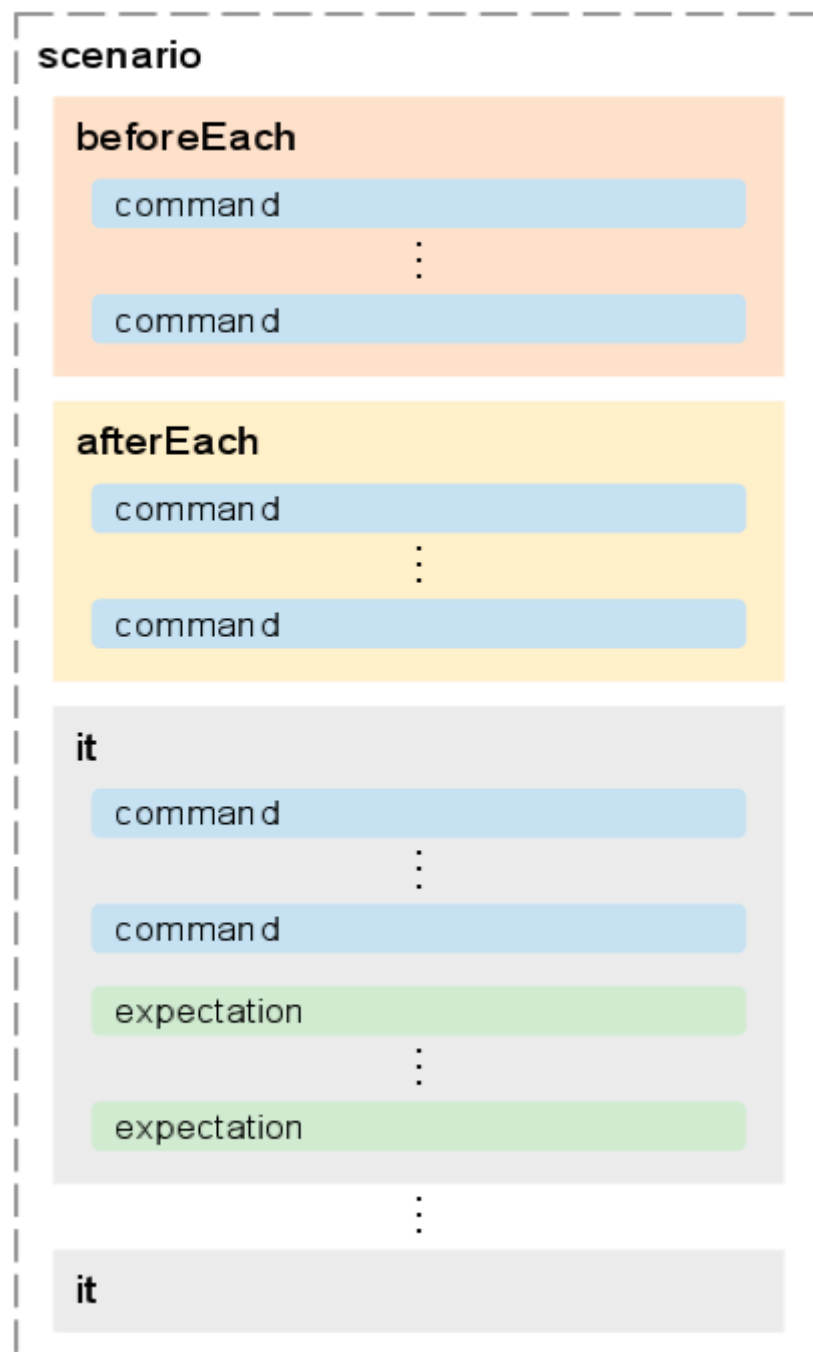 scenario
beforeEach
command
⋮
command
afterEach
command
⋮
command
it
command
⋮
command
expectation
⋮
expectation
⋮
it